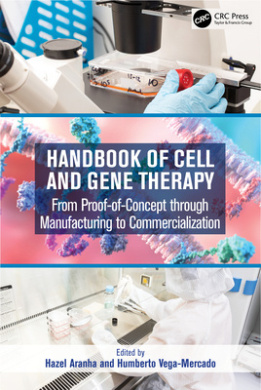 CRC Press
Taylor & Francis Group
HANDBOOK OF CELL
AND GENE THERAPY
From Proof-of-Concept through
Manufacturing to Commercialization
Edited by
Hazel Aranha and Humberto Vega-Mercado